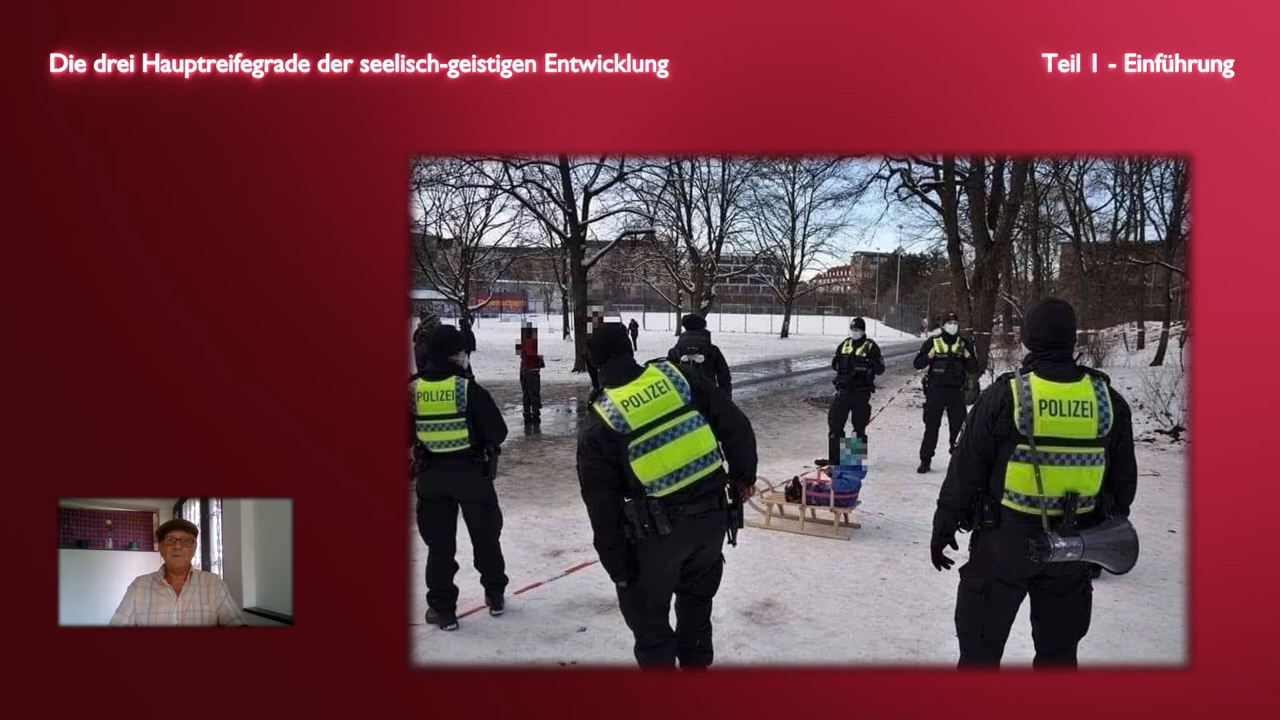 Die drei Hauptreifegrade der seelisch-geistigen Entwicklung
Teil 1 - Einführung
POLIZEI
POLIZEI
POLIZEI